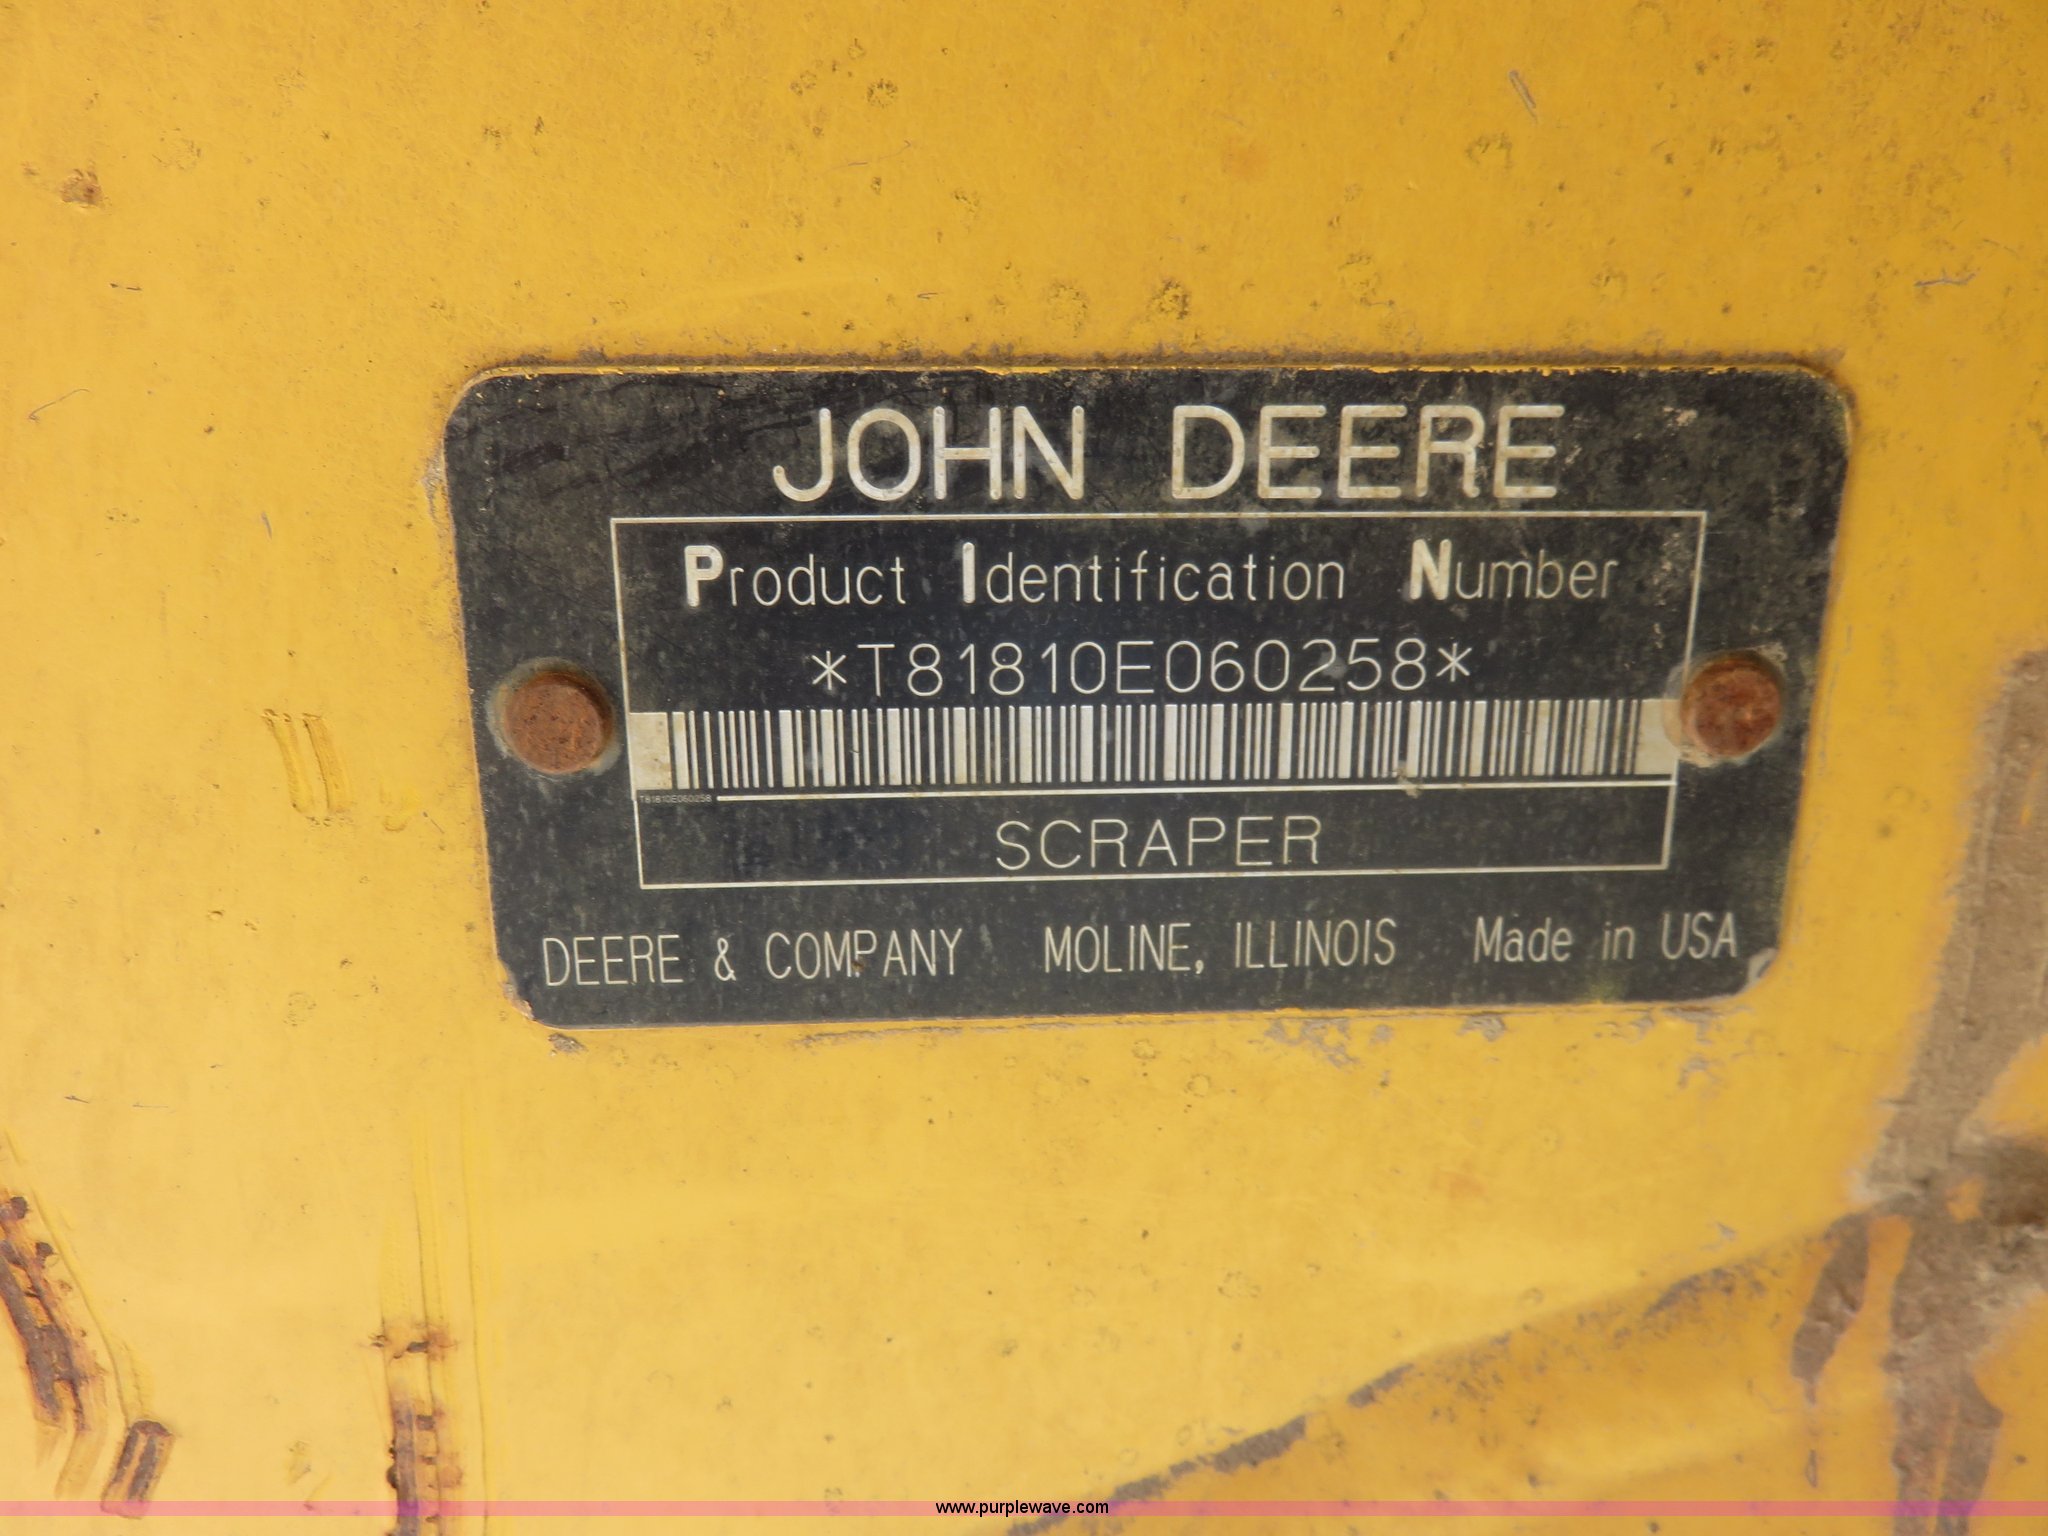 JOHN DEERE
Product Identification Number
*T81810E060258*
T81810E060258
SCRAPER
DEERE & COMPANY MOLINE, ILLINOIS Made in USA
www.purplewave.com